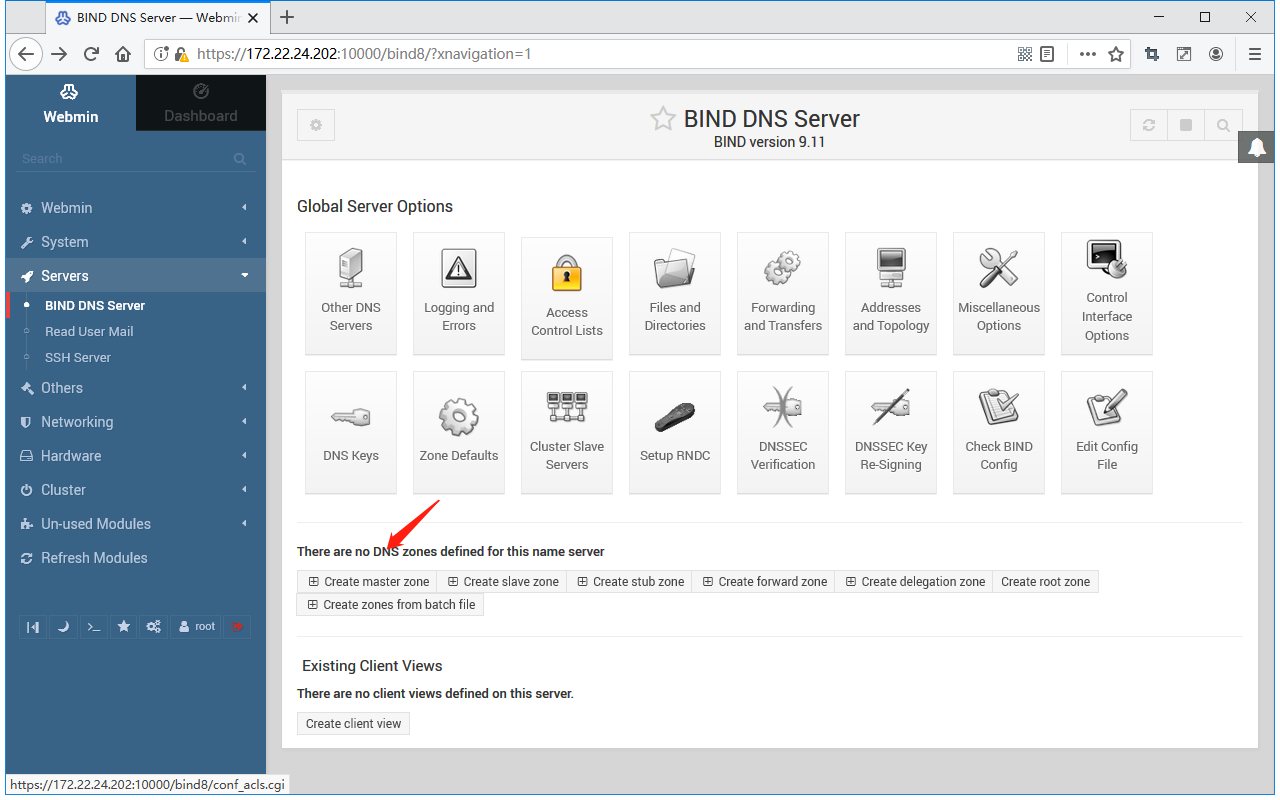 BIND DNS Server — Webmin
https://172.22.24.202:10000/bind8/?xnavigation=1
Webmin
Dashboard
Search
Webmin
System
Servers
BIND DNS Server
Read User Mail
SSH Server
Others
Networking
Hardware
Cluster
Un-used Modules
Refresh Modules
root
https://172.22.24.202:10000/bind8/conf_acls.cgi
BIND DNS Server
BIND version 9.11
Global Server Options
Other DNS
Servers
Logging and
Errors
Access
Control Lists
Files and
Directories
Forwarding
and Transfers
Addresses
and Topology
Miscellaneous
Options
Control
Interface
Options
DNS Keys
Zone Defaults
Cluster Slave
Servers
Setup RNDC
DNSSEC
Verification
DNSSEC Key
Re-Signing
Check BIND
Config
Edit Config
File
There are no DNS zones defined for this name server
Create master zone Create slave zone Create stub zone Create forward zone Create delegation zone Create root zone
Create zones from batch file
Existing Client Views
There are no client views defined on this server.
Create client view